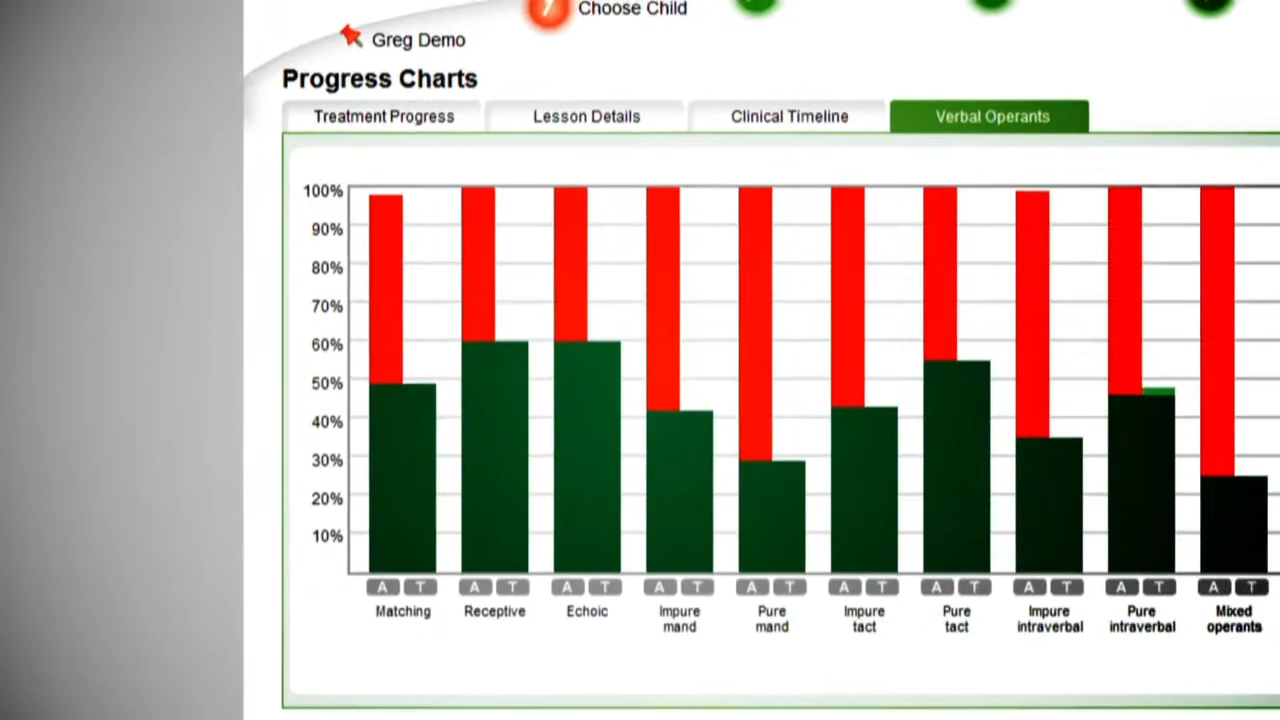 Choose Child
Greg Demo
Progress Charts
Treatment Progress
Lesson Details
Clinical Timeline
Verbal Operants
100%
90%
80%
70%
60%
50%
40%
30%
20%
10%
A T A T A T A T A T A T A T A T A T A T
Matching
Receptive
Echoic
Impure
mand
Pure
mand
Impure
tact
Pure
tact
Impure
intraverbal
Pure
intraverbal
Mixed
operants